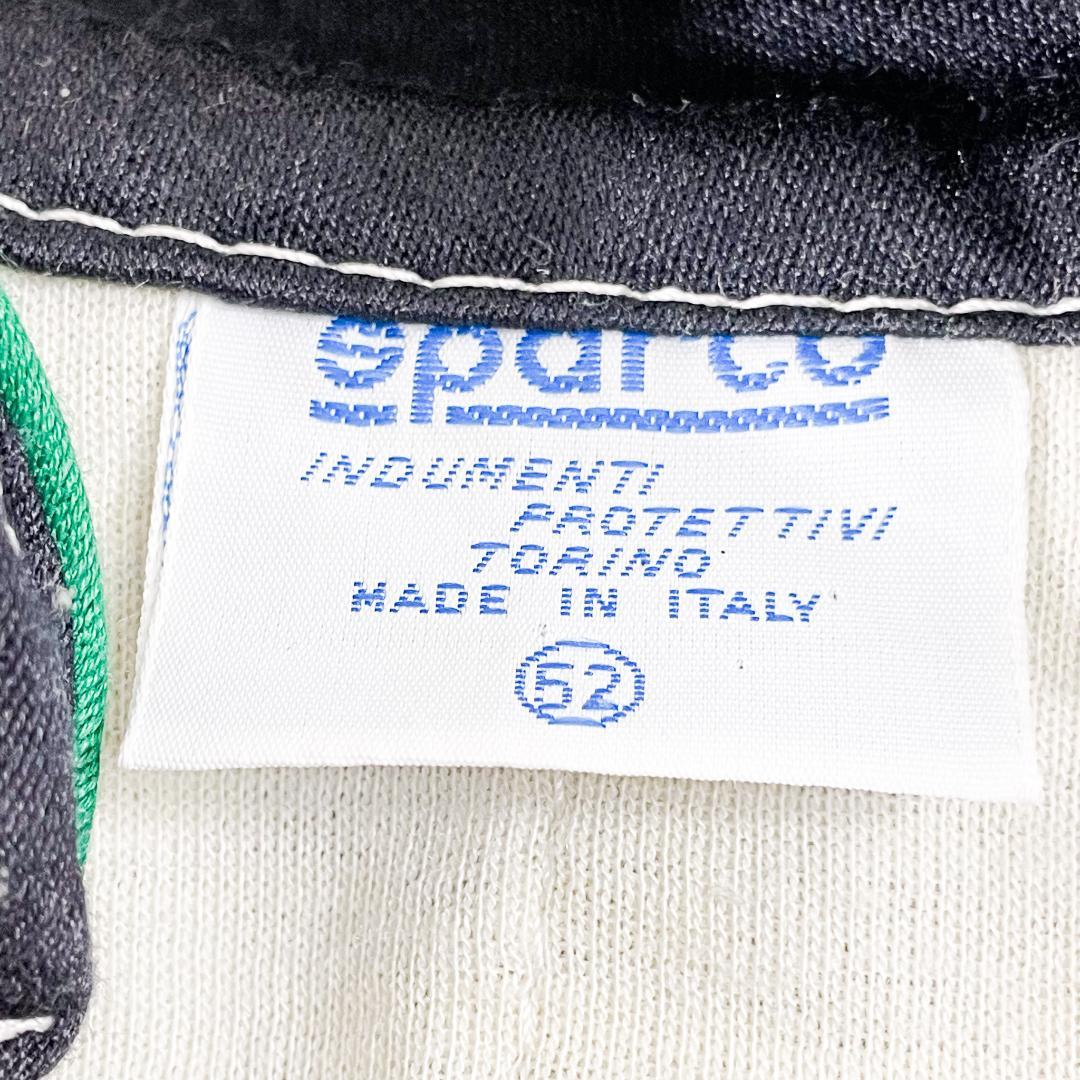 sparco
INDUMENTI
PROTETTIVI
TORINO
MADE IN ITALY
52